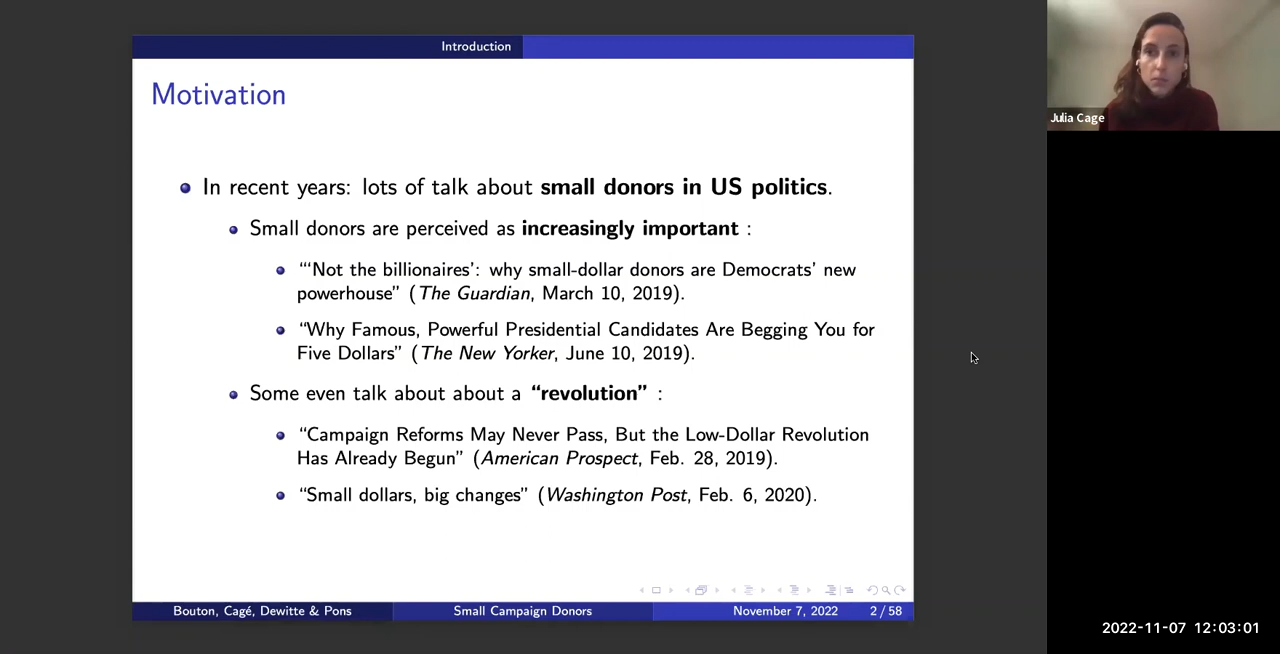 Introduction
Motivation
In recent years: lots of talk about small donors in US politics.
Small donors are perceived as increasingly important :
“‘Not the billionaires’: why small-dollar donors are Democrats’ new
powerhouse” (The Guardian, March 10, 2019).
“Why Famous, Powerful Presidential Candidates Are Begging You for
Five Dollars” (The New Yorker, June 10, 2019).
Some even talk about about a “revolution” :
“Campaign Reforms May Never Pass, But the Low-Dollar Revolution
Has Already Begun” (American Prospect, Feb. 28, 2019).
“Small dollars, big changes” (Washington Post, Feb. 6, 2020).
Bouton, Cagé, Dewitte & Pons
Small Campaign Donors
November 7, 2022
2 / 58
Julia Cage
2022-11-07 12:03:01